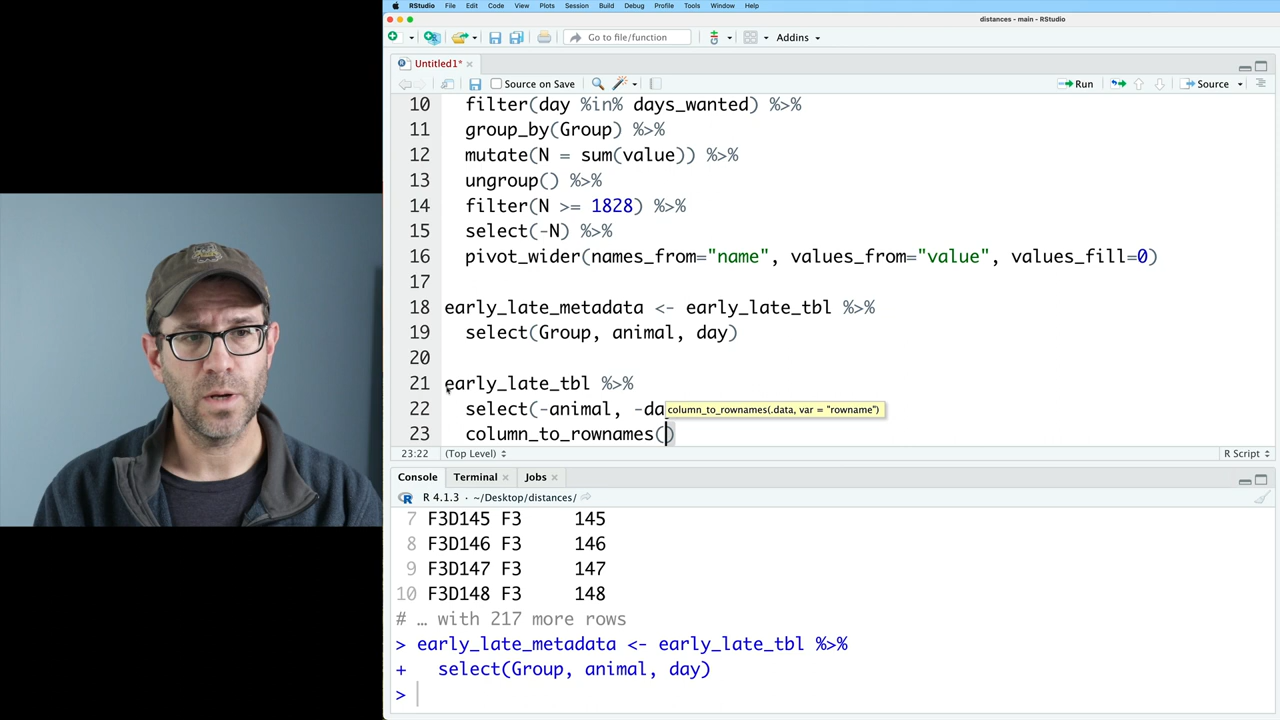 RStudio File Edit Code View Plots Session Build Debug Profile Tools Window Help
distances - main - RStudio
Go to file/function Addins
Untitled1*
Source on Save Run Source
10 filter(day %in% days_wanted) %>%
11 group_by(Group) %>%
12 mutate(N = sum(value)) %>%
13 ungroup() %>%
14 filter(N >= 1828) %>%
15 select(-N) %>%
16 pivot_wider(names_from="name", values_from="value", values_fill=0)
17
18 early_late_metadata <- early_late_tbl %>%
19 select(Group, animal, day)
20
21 early_late_tbl %>%
22 select(-animal, -da
column_to_rownames(.data, var = "rowname")
23 column_to_rownames()
23:22 (Top Level) R Script
Console Terminal Jobs
R 4.1.3 · ~/Desktop/distances/
7 F3D145 F3 145
8 F3D146 F3 146
9 F3D147 F3 147
10 F3D148 F3 148
# … with 217 more rows
> early_late_metadata <- early_late_tbl %>%
+ select(Group, animal, day)
>